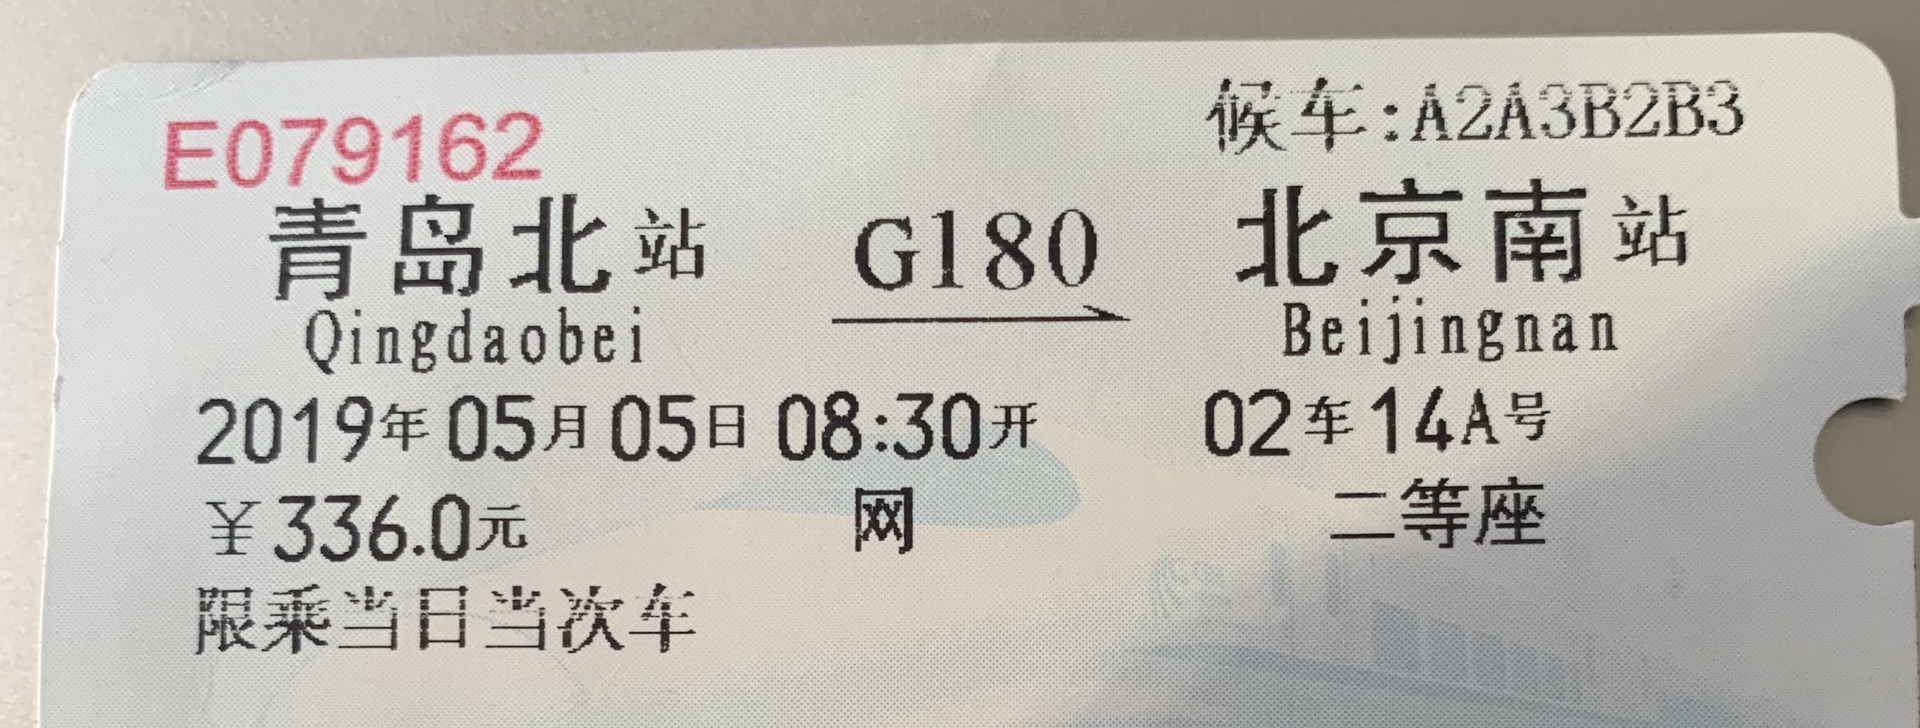 E079162 候车:A2A3B2B3
青岛北站 G180 北京南站
Qingdaobei Beijingnan
2019年05月05日 08:30开 02车14A号
￥336.0元 网 二等座
限乘当日当次车